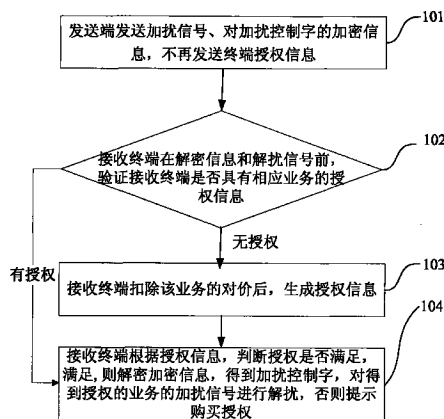 发送端发送加扰信号、对加扰控制字的加密信
息，不再发送终端授权信息
101
接收终端在解密信息和解扰信号前，
验证接收终端是否具有相应业务的授
权信息
102
无授权
有授权
接收终端扣除该业务的对价后，生成授权信息
103
接收终端根据授权信息，判断授权是否满足，
满足,则解密加密信息，得到加扰控制字，对得
到授权的业务的加扰信号进行解扰，否则提示
购买授权
104